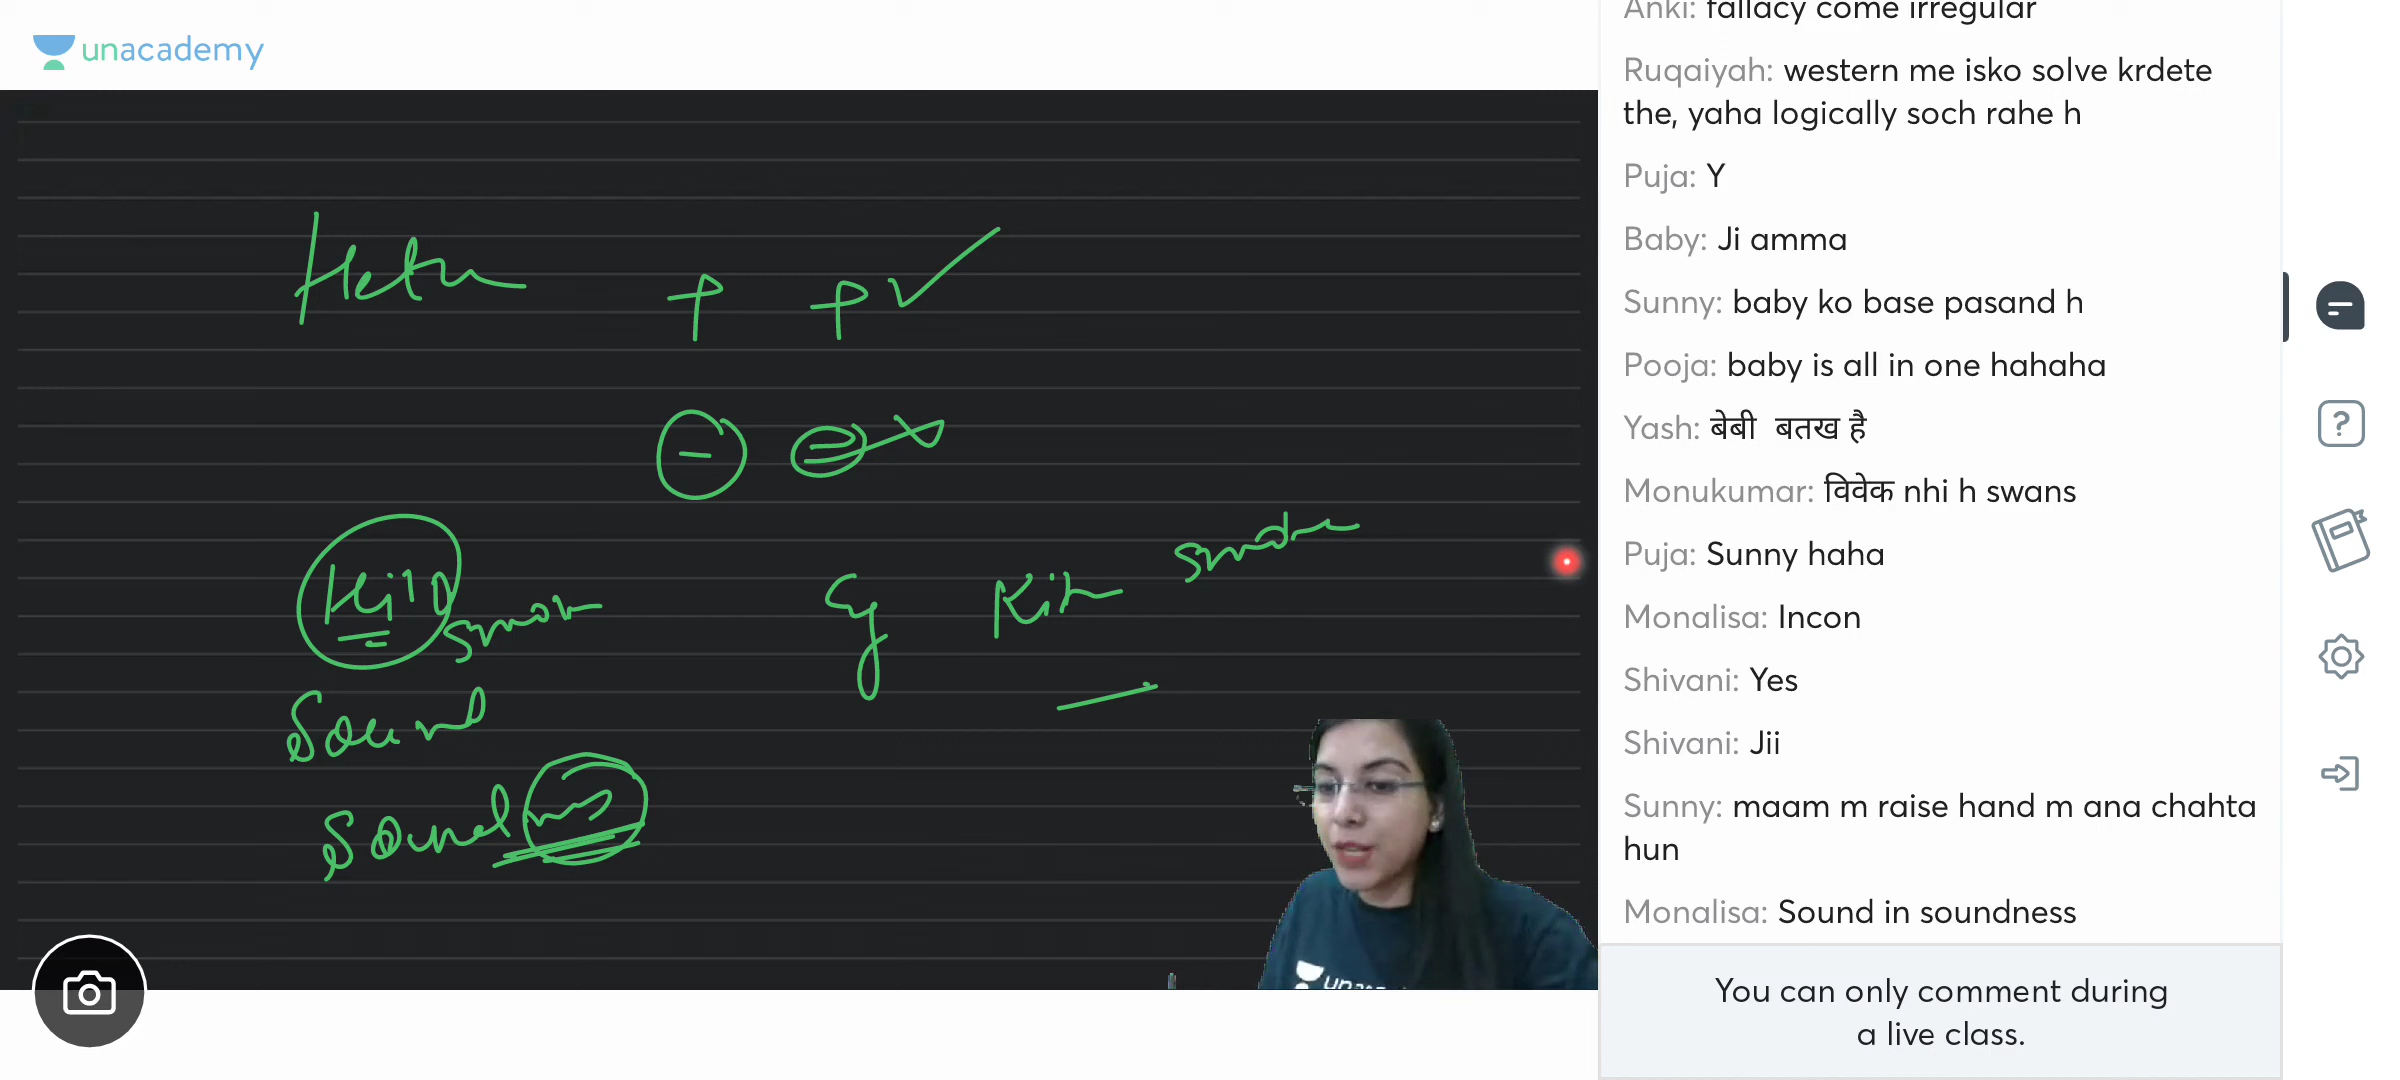 unacademy
Hetu + +
- =
Sound
Sound
Anki: fallacy come irregular
Ruqaiyah: western me isko solve krdete
the, yaha logically soch rahe h
Puja: Y
Baby: Ji amma
Sunny: baby ko base pasand h
Pooja: baby is all in one hahaha
Yash: बेबी बतख है
Monukumar: विवेक nhi h swans
Puja: Sunny haha
Monalisa: Incon
Shivani: Yes
Shivani: Jii
Sunny: maam m raise hand m ana chahta
hun
Monalisa: Sound in soundness
You can only comment during
a live class.